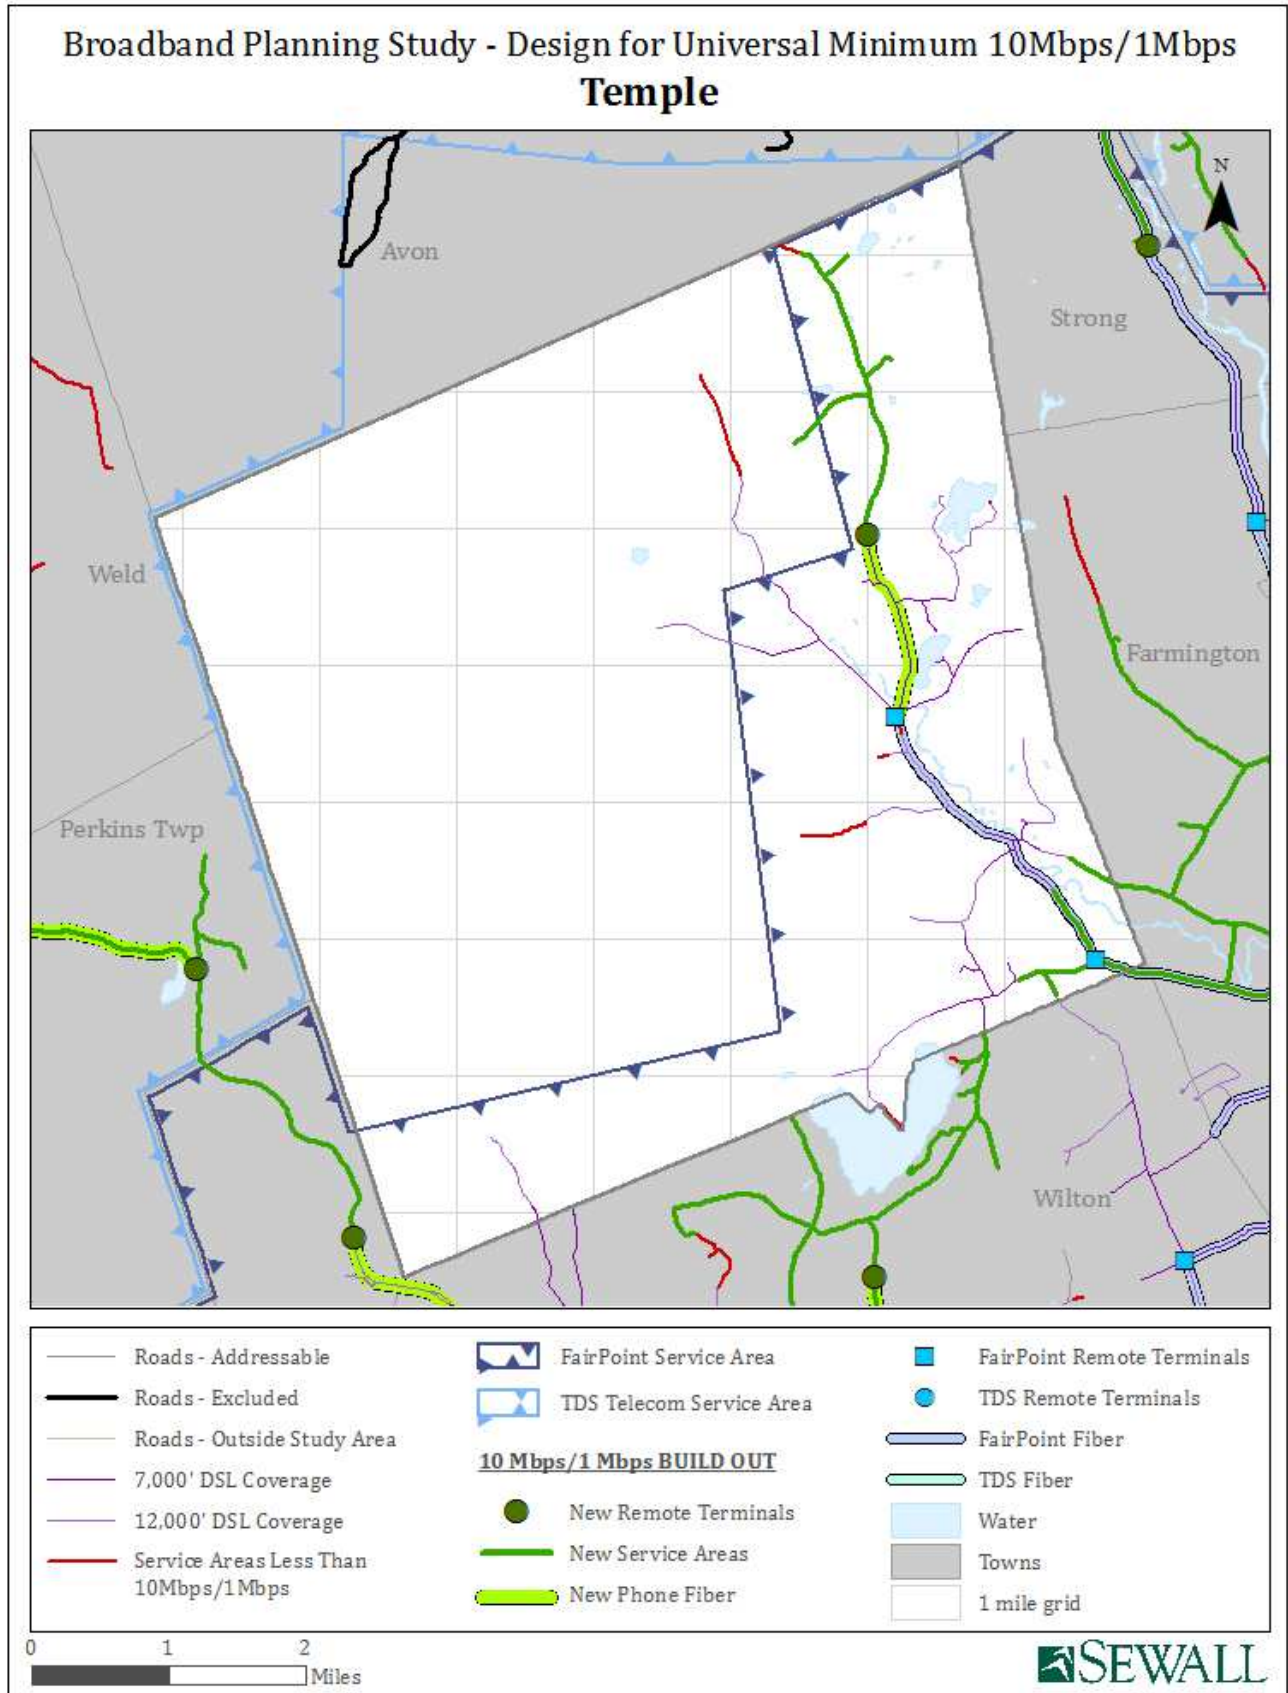 Broadband Planning Study - Design for Universal Minimum 10Mbps/1Mbps
Temple
N
Avon
Strong
Weld
Farmington
Perkins Twp
Wilton
Roads - Addressable
Roads - Excluded
Roads - Outside Study Area
7,000' DSL Coverage
12,000' DSL Coverage
Service Areas Less Than
10Mbps/1Mbps
FairPoint Service Area
TDS Telecom Service Area
10 Mbps/1 Mbps BUILD OUT
New Remote Terminals
New Service Areas
New Phone Fiber
FairPoint Remote Terminals
TDS Remote Terminals
FairPoint Fiber
TDS Fiber
Water
Towns
1 mile grid
0 1 2
Miles
SEWALL